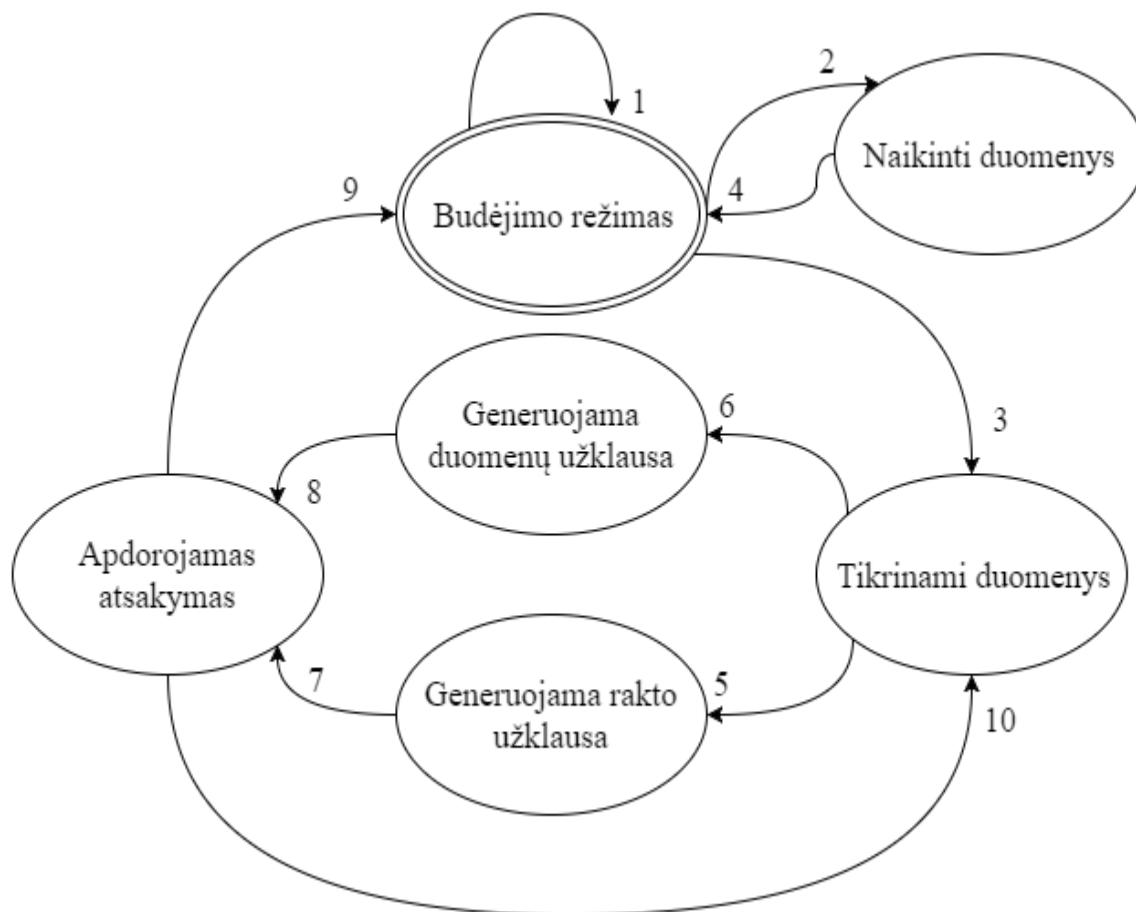 1
2
Naikinti duomenys
9
4
Budėjimo režimas
3
6
Generuojama
duomenų užklausa
8
Apdorojamas
atsakymas
Tikrinami duomenys
7
5
Generuojama rakto
užklausa
10